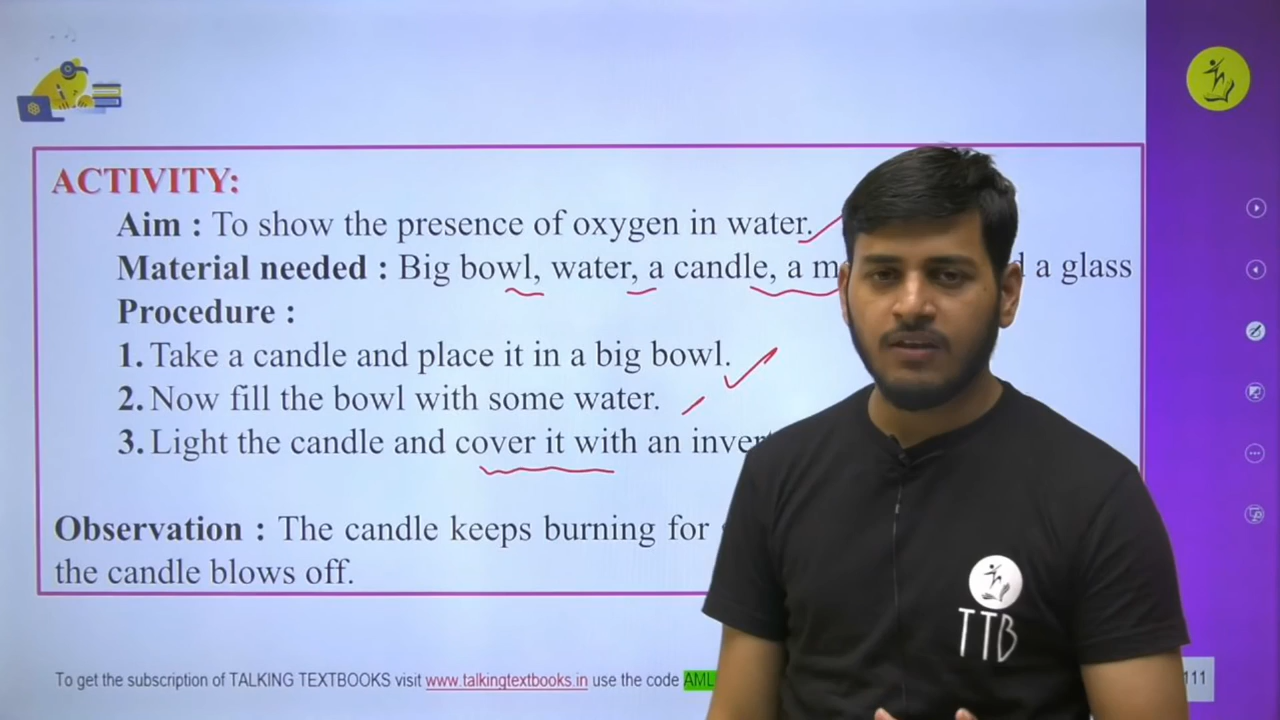 ACTIVITY:
Aim : To show the presence of oxygen in water.
Material needed : Big bowl, water, a candle, a a glass
Procedure :
1. Take a candle and place it in a big bowl.
2. Now fill the bowl with some water.
3. Light the candle and cover it with an
Observation : The candle keeps burning for
the candle blows off.
To get the subscription of TALKING TEXTBOOKS visit www.talkingtextbooks.in use the code AML 111
TTB